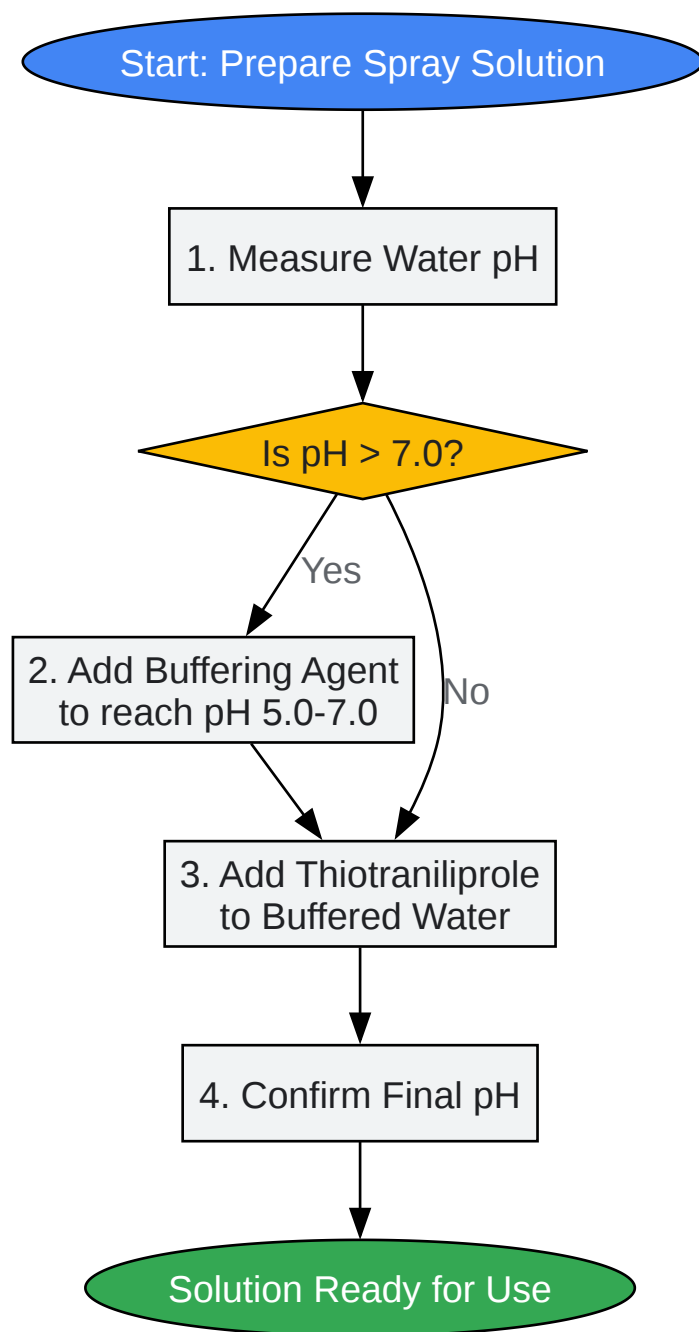 Start: Prepare Spray Solution
1. Measure Water pH
Is pH > 7.0?
Yes
2. Add Buffering Agent
to reach pH 5.0-7.0
No
3. Add Thiotraniliprole
to Buffered Water
4. Confirm Final pH
Solution Ready for Use